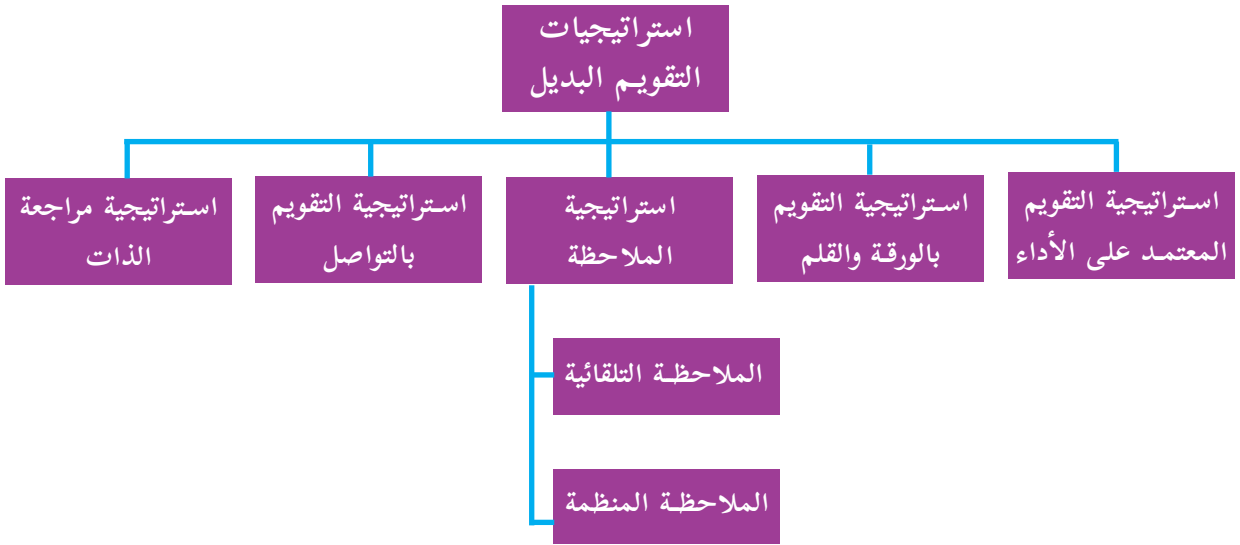 استراتيجيات
التقويم البديل
استراتيجية التقويم
المعتمد على الأداء
استراتيجية التقويم
بالورقة والقلم
استراتيجية
الملاحظة
استراتيجية التقويم
بالتواصل
استراتيجية مراجعة
الذات
الملاحظة التلقائية
الملاحظة المنظمة